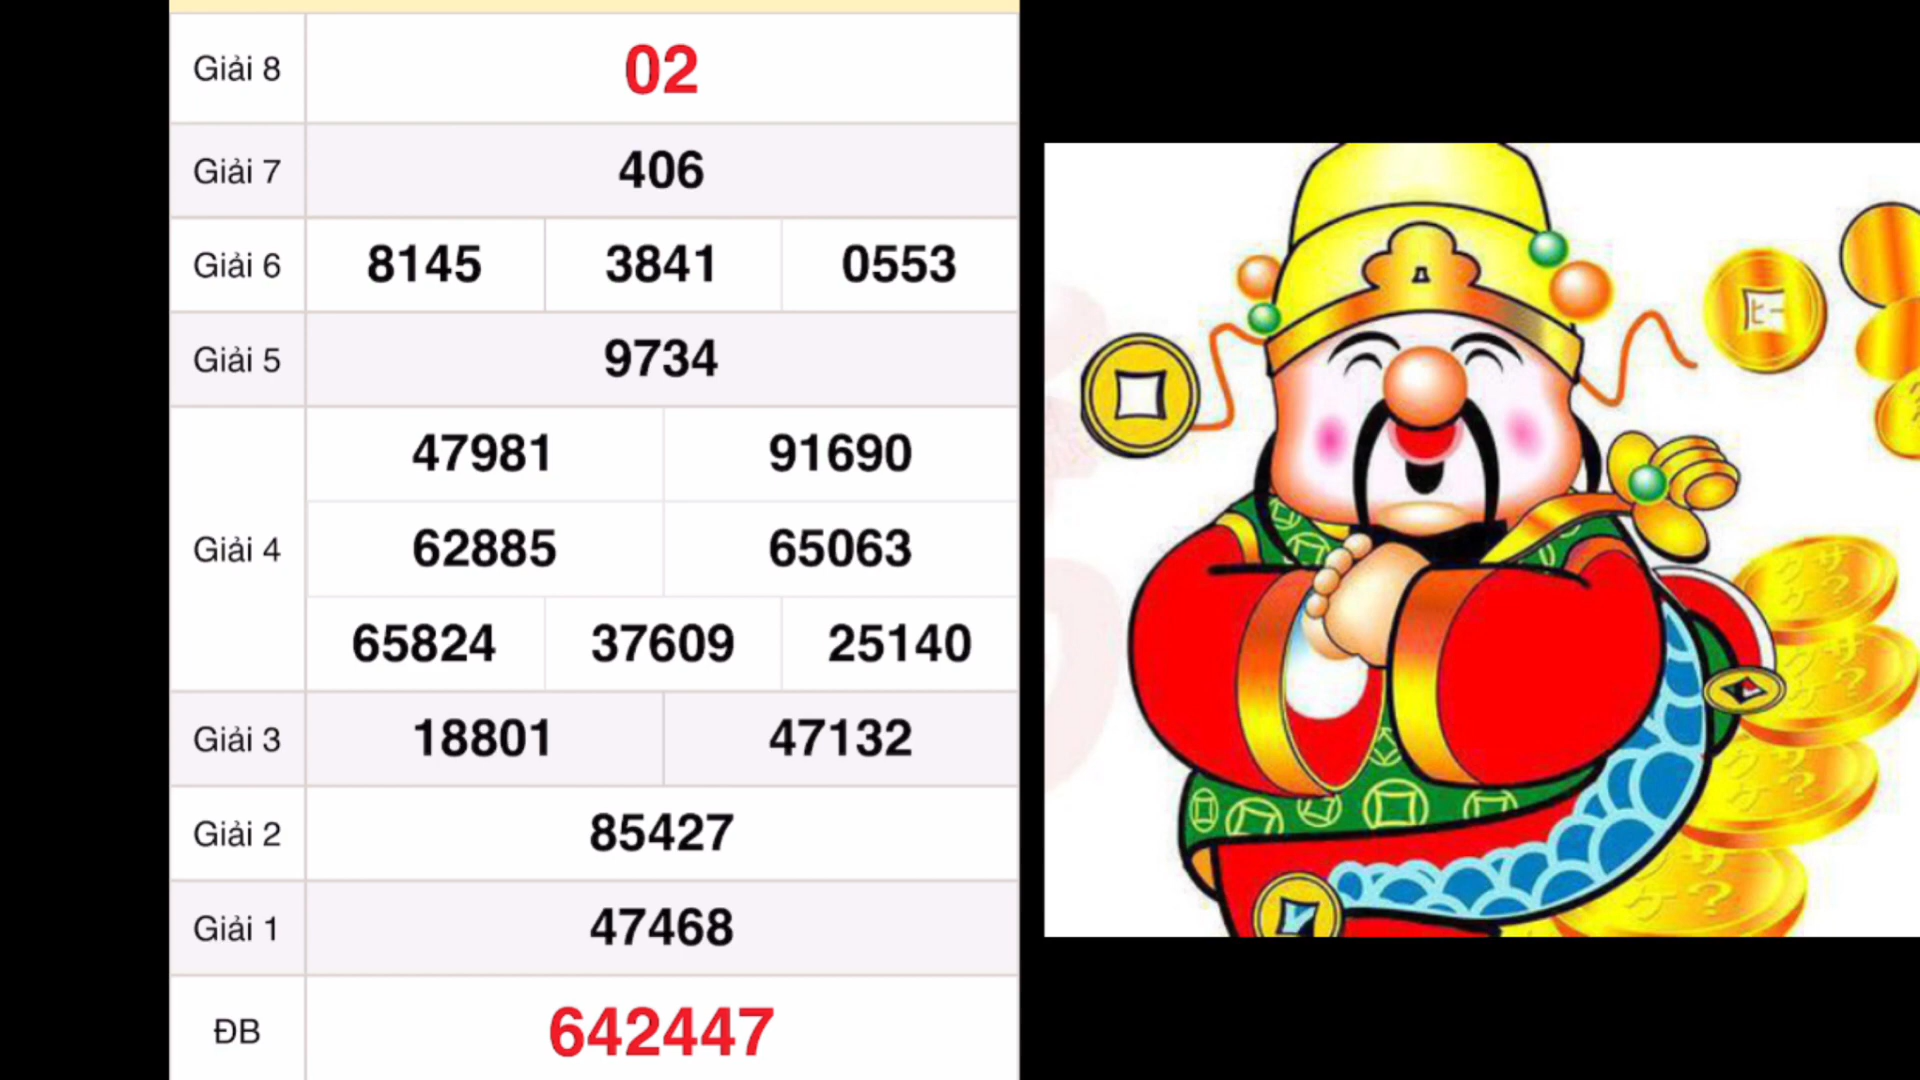 Giải 8 02
Giải 7 406
Giải 6 8145 3841 0553
Giải 5 9734
47981 91690
Giải 4 62885 65063
65824 37609 25140
Giải 3 18801 47132
Giải 2 85427
Giải 1 47468
ĐB 642447